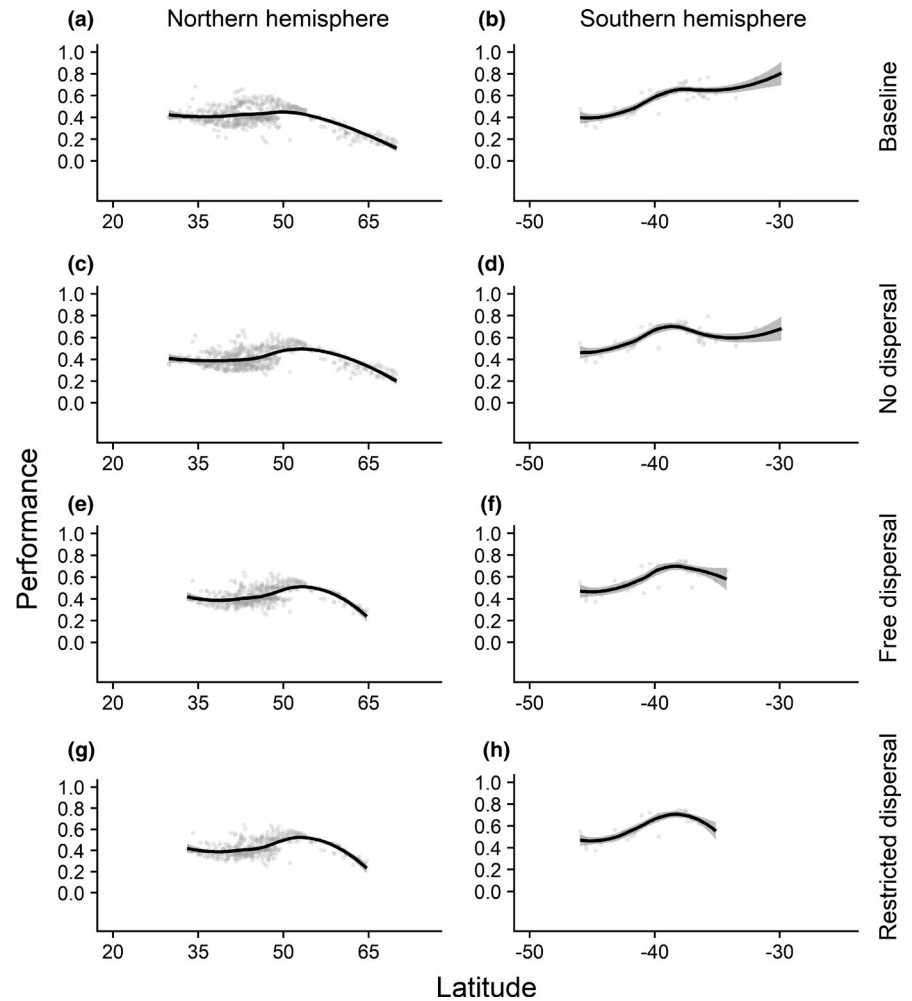 (a) Northern hemisphere (b) Southern hemisphere
1.0 1.0
0.8 0.8
0.6 0.6
0.4 0.4
0.2 0.2
0.0 0.0
Baseline
20 35 50 65 -50 -40 -30
(c) (d)
1.0 1.0
0.8 0.8
0.6 0.6
0.4 0.4
0.2 0.2
0.0 0.0
No dispersal
20 35 50 65 -50 -40 -30
Performance
(e) (f)
1.0 1.0
0.8 0.8
0.6 0.6
0.4 0.4
0.2 0.2
0.0 0.0
Free dispersal
20 35 50 65 -50 -40 -30
(g) (h)
1.0 1.0
0.8 0.8
0.6 0.6
0.4 0.4
0.2 0.2
0.0 0.0
Restricted dispersal
20 35 50 65 -50 -40 -30
Latitude